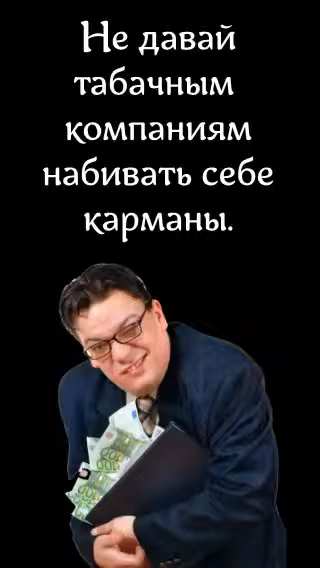 Не давай
табачным
компаниям
набивать себе
карманы.